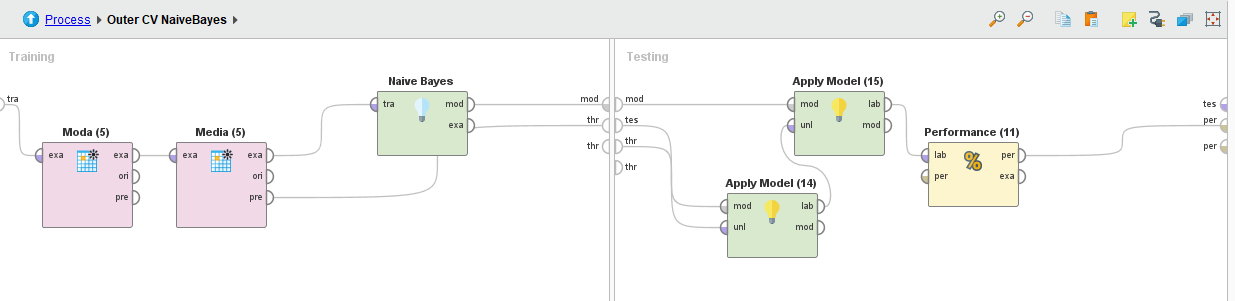 Process Outer CV NaiveBayes
Training
Testing
Naive Bayes
Apply Model (15)
tra
tra
mod
mod
mod
mod
lab
tes
exa
thr
tes
unl
mod
per
Moda (5)
Media (5)
Performance (11)
exa
exa
exa
exa
thr
thr
lab
per
per
ori
ori
thr
per
exa
Apply Model (14)
pre
pre
mod
lab
unl
mod